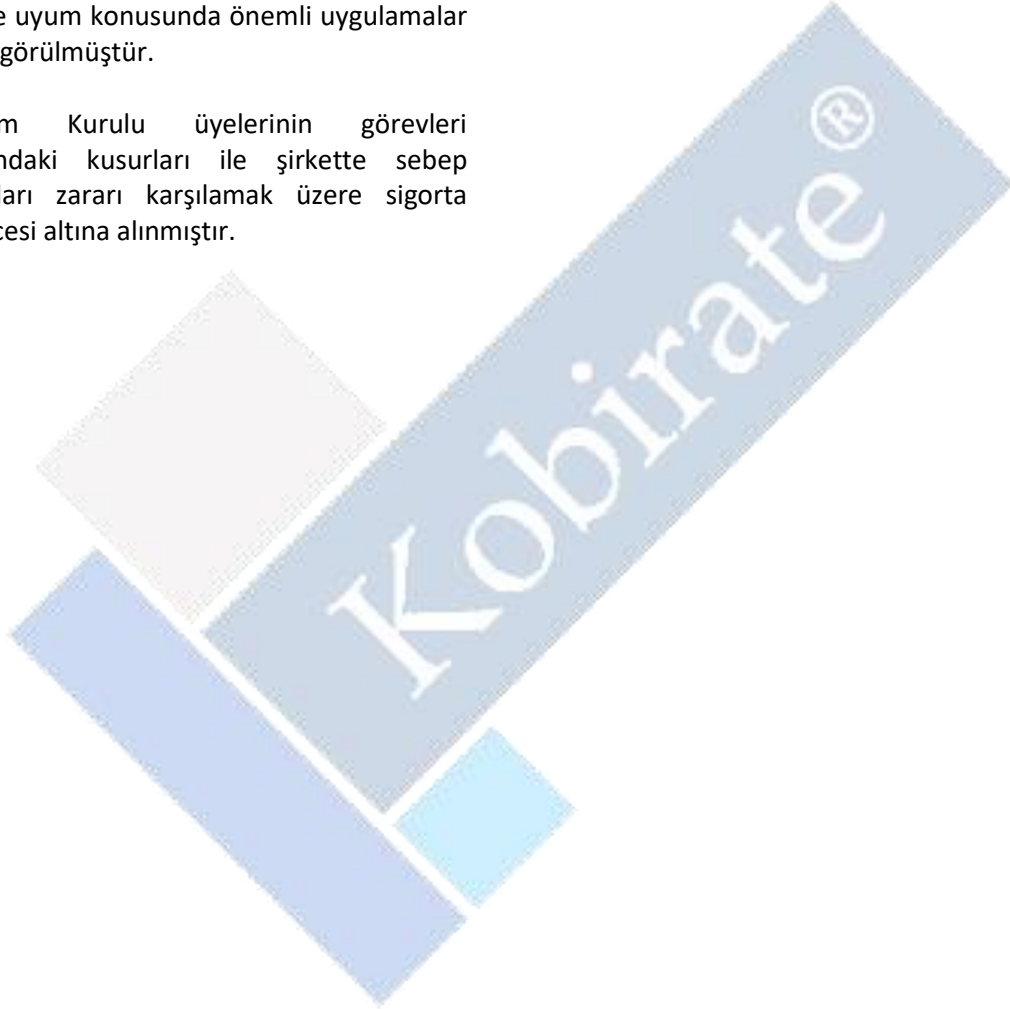 e uyum konusunda önemli uygulamalar
görülmüştür.
m Kurulu üyelerinin görevleri
ndaki kusurları ile şirkette sebep
ları zararı karşılamak üzere sigorta
cesi altına alınmıştır.
Kobirate®